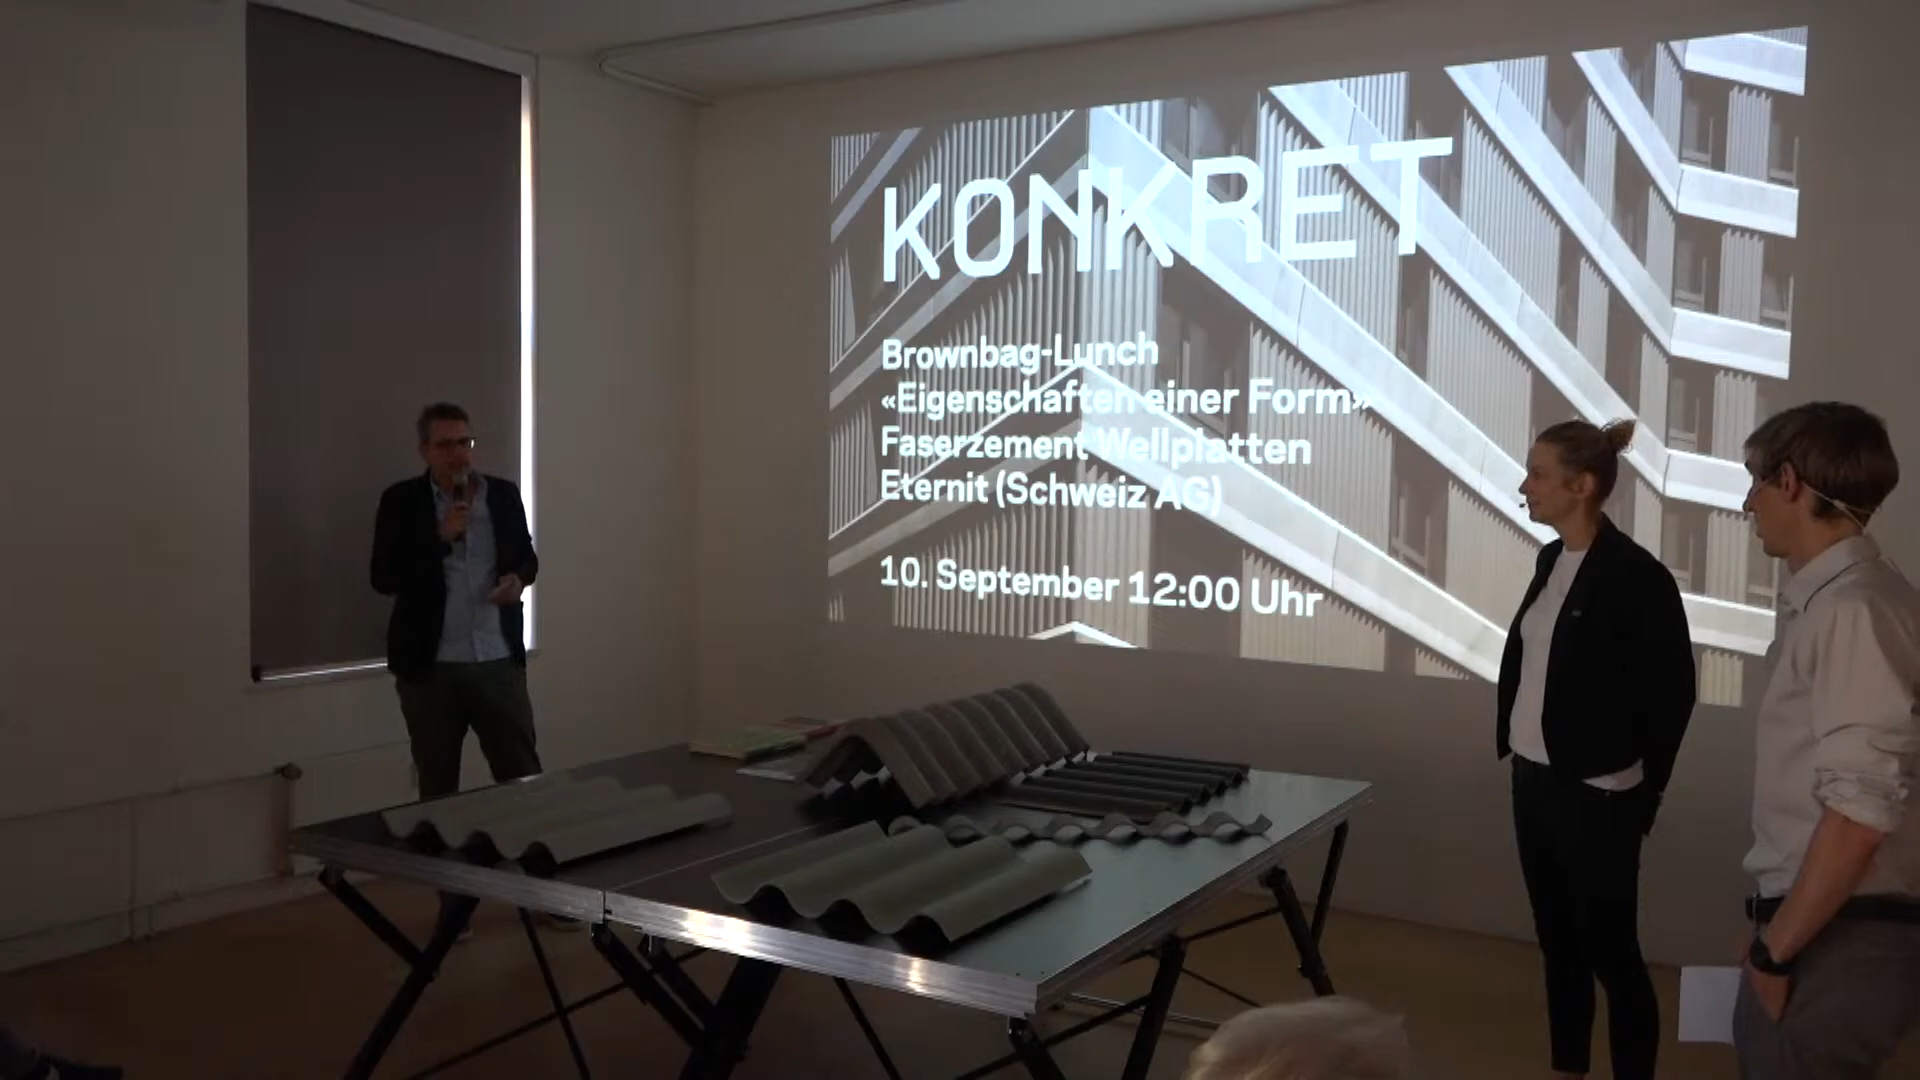 KONKRET
Brownbag-Lunch
«Eigenschaften einer Form»
Faserzement Wellplatten
Eternit (Schweiz AG)
10. September 12:00 Uhr